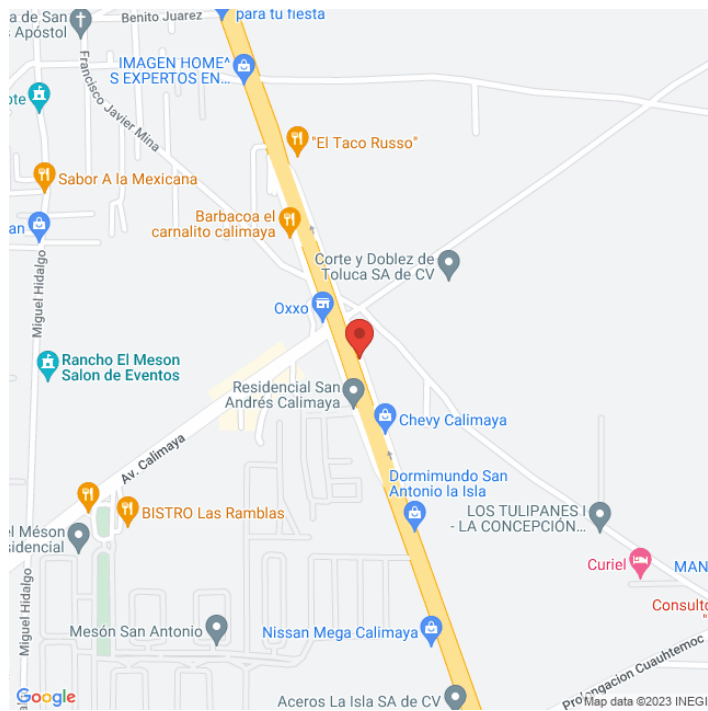 a de San
s Apóstol
Benito Juarez
para tu fiesta
IMAGEN HOME^
S EXPERTOS EN...
Francisco Javier Mina
ote
"El Taco Russo"
Sabor A la Mexicana
Barbacoa el
carnalito calimaya
an
Miguel Hidalgo
Corte y Doblez de
Toluca SA de CV
Oxxo
Rancho El Meson
Salon de Eventos
Residencial San
Andrés Calimaya
Chevy Calimaya
Av. Calimaya
Dormimundo San
Antonio la Isla
BISTRO Las Ramblas
LOS TULIPANES I
- LA CONCEPCIÓN...
el Méson
sidencial
Curiel
MAN
Consulto
"
Miguel Hidalgo
Mesón San Antonio
Nissan Mega Calimaya
Prolongacion Cuauhtemoc
Aceros La Isla SA de CV
Google
Map data ©2023 INEGI